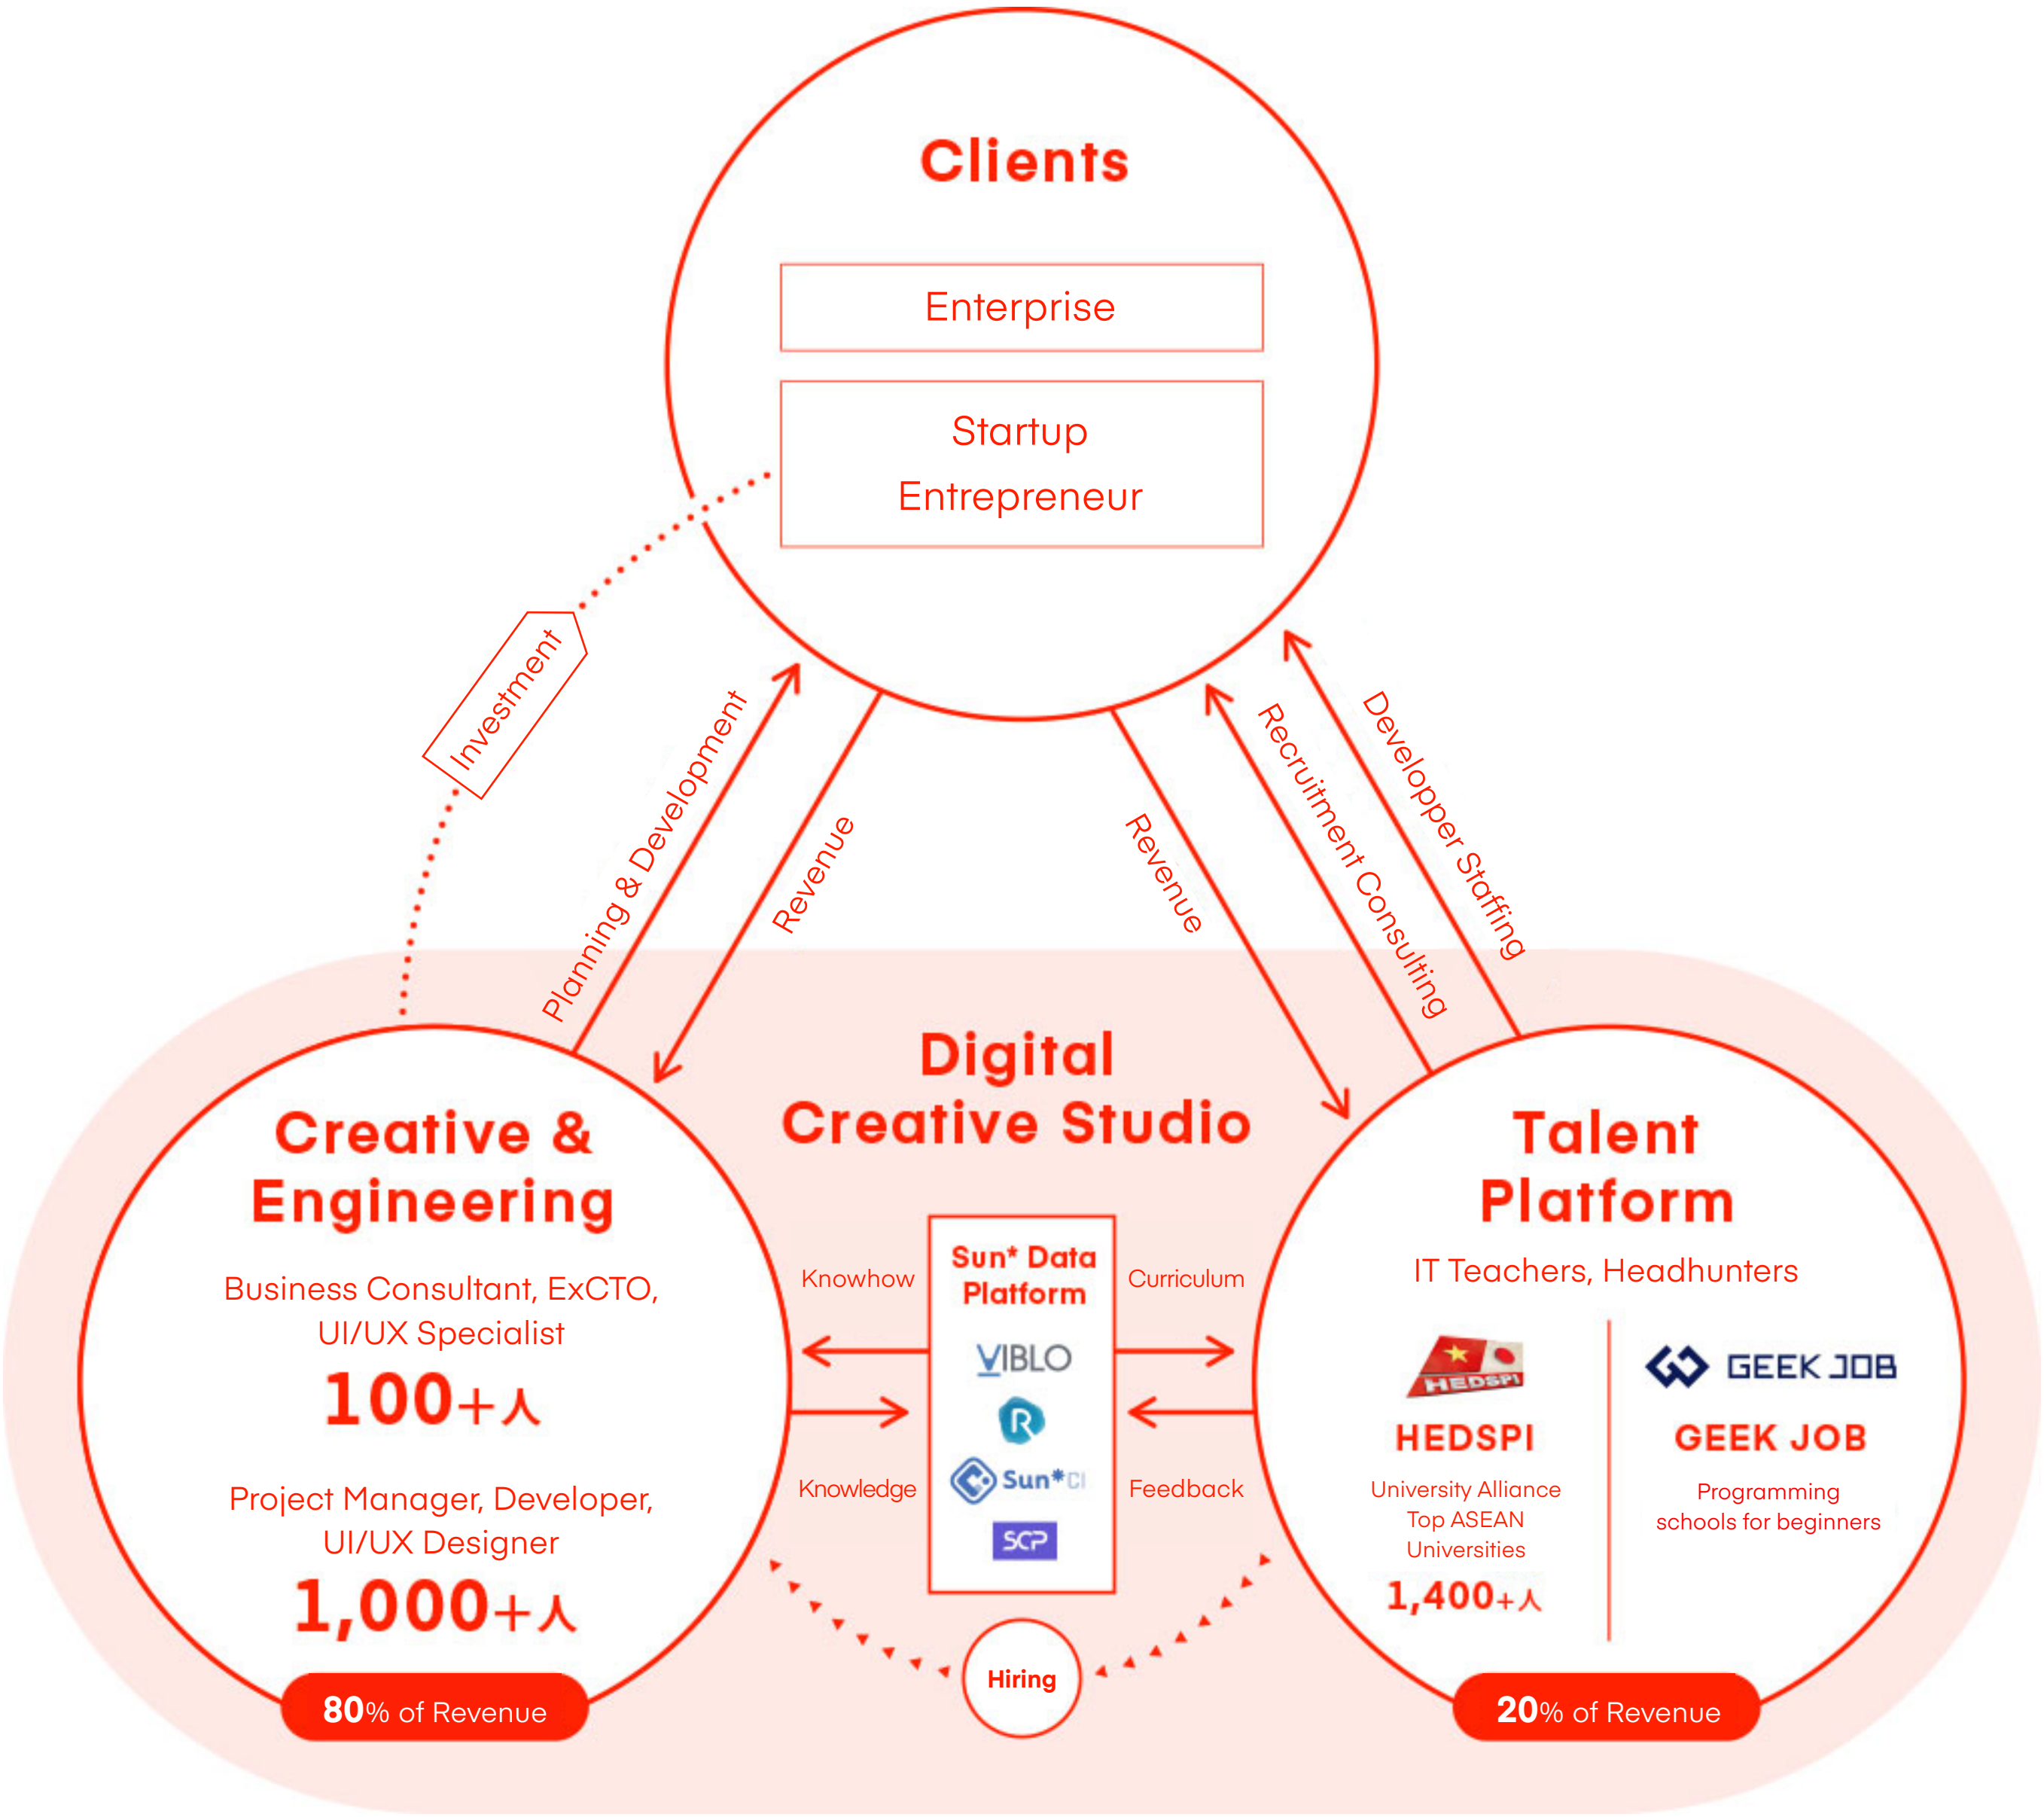 Clients
Enterprise
Startup
Entrepreneur
Investment
Planning & Development
Revenue
Revenue
Recruitment Consulting
Developper Staffing
Digital
Creative Studio
Creative &
Engineering
Business Consultant, ExCTO,
UI/UX Specialist
100+人
Project Manager, Developer,
UI/UX Designer
1,000+人
80% of Revenue
Knowhow
Knowledge
Sun* Data
Platform
VIBLO
R
Sun*CI
SCP
Curriculum
Feedback
Hiring
Talent
Platform
IT Teachers, Headhunters
HEDSPI
HEDSPI
University Alliance
Top ASEAN
Universities
1,400+人
GEEK JOB
GEEK JOB
Programming
schools for beginners
20% of Revenue